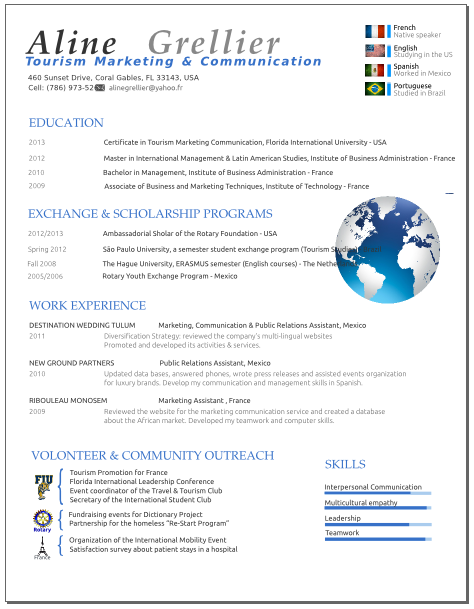 Aline Grellier
Tourism Marketing & Communication
460 Sunset Drive, Coral Gables, FL 33143, USA
Cell: (786) 973-52 alinegrellier@yahoo.fr
French
Native speaker
English
Studying in the US
Spanish
Worked in Mexico
Portuguese
Studied in Brazil
EDUCATION
2013 Certificate in Tourism Marketing Communication, Florida International University - USA
2012 Master in International Management & Latin American Studies, Institute of Business Administration - France
2010 Bachelor in Management, Institute of Business Administration - France
2009 Associate of Business and Marketing Techniques, Institute of Technology - France
EXCHANGE & SCHOLARSHIP PROGRAMS
2012/2013 Ambassadorial Sholar of the Rotary Foundation - USA
Spring 2012 São Paulo University, a semester student exchange program (Tourism
Fall 2008 The Hague University, ERASMUS semester (English courses) - The
2005/2006 Rotary Youth Exchange Program - Mexico
WORK EXPERIENCE
DESTINATION WEDDING TULUM Marketing, Communication & Public Relations Assistant, Mexico
2011 Diversification Strategy: reviewed the company's multi-lingual websites
Promoted and developed its activities & services.
NEW GROUND PARTNERS Public Relations Assistant, Mexico
2010 Updated data bases, answered phones, wrote press releases and assisted events organization
for luxury brands. Develop my communication and management skills in Spanish.
RIBOULEAU MONOSEM Marketing Assistant , France
2009 Reviewed the website for the marketing communication service and created a database
about the African market. Developed my teamwork and computer skills.
VOLONTEER & COMMUNITY OUTREACH
FIU
Tourism Promotion for France
Florida International Leadership Conference
Event coordinator of the Travel & Tourism Club
Secretary of the International Student Club
Rotary
Fundraising events for Dictionary Project
Partnership for the homeless "Re-Start Program"
France
Organization of the International Mobility Event
Satisfaction survey about patient stays in a hospital
SKILLS
Interpersonal Communication
Multicultural empathy
Leadership
Teamwork